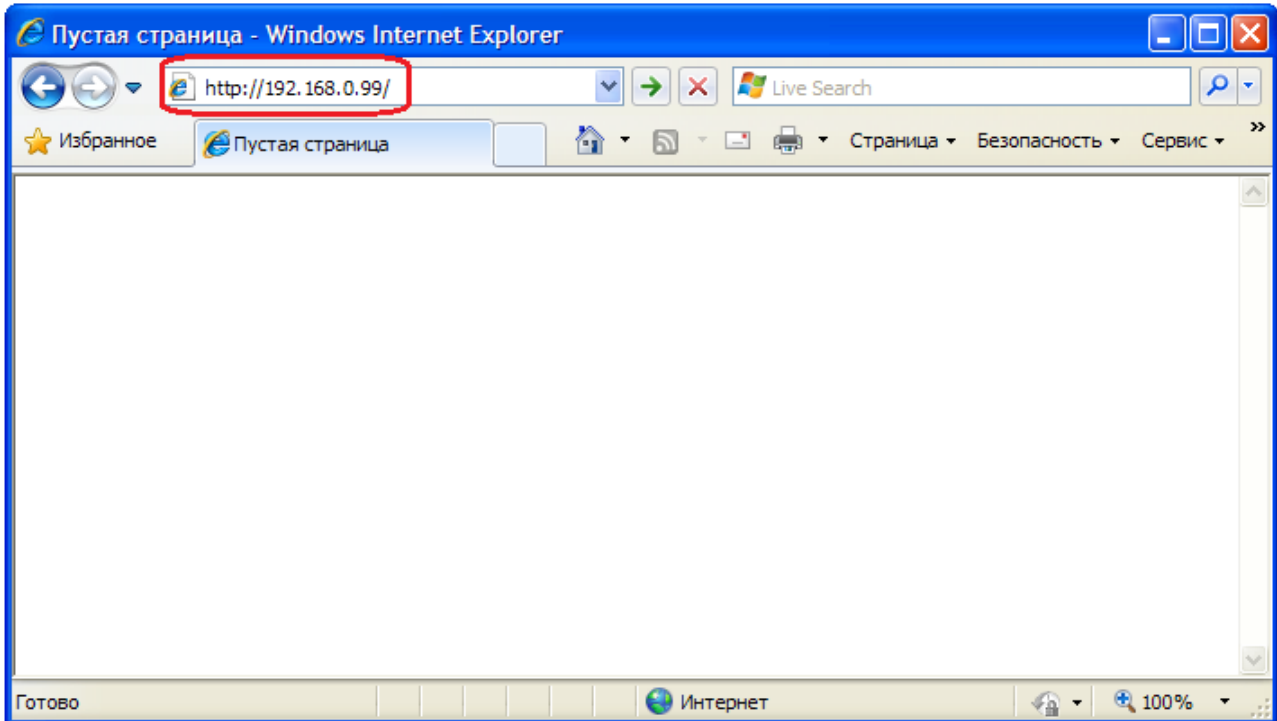 Пустая страница - Windows Internet Explorer
http://192.168.0.99/ Live Search
Избранное Пустая страница Страница Безопасность Сервис »
Готово Интернет 100%